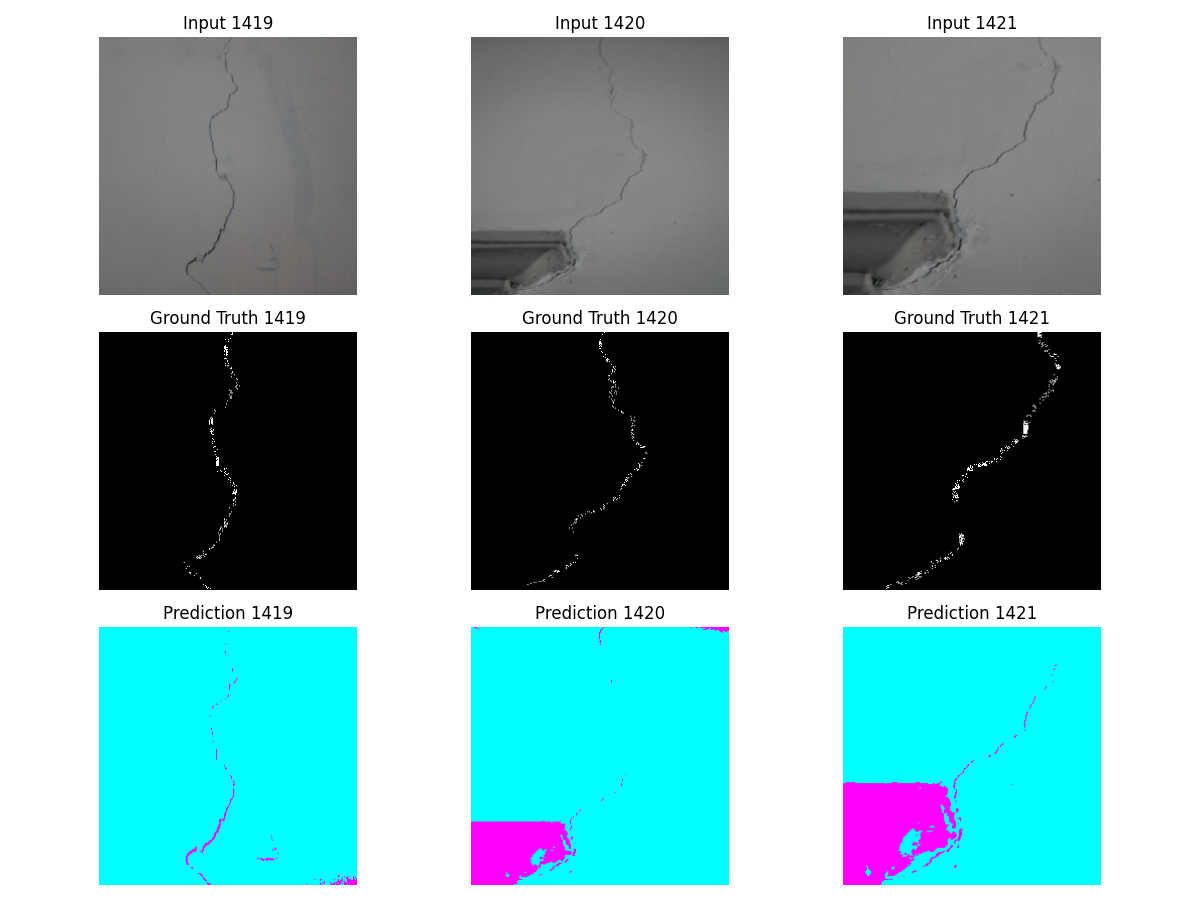 Input 1419
Input 1420
Input 1421
Ground Truth 1419
Ground Truth 1420
Ground Truth 1421
Prediction 1419
Prediction 1420
Prediction 1421